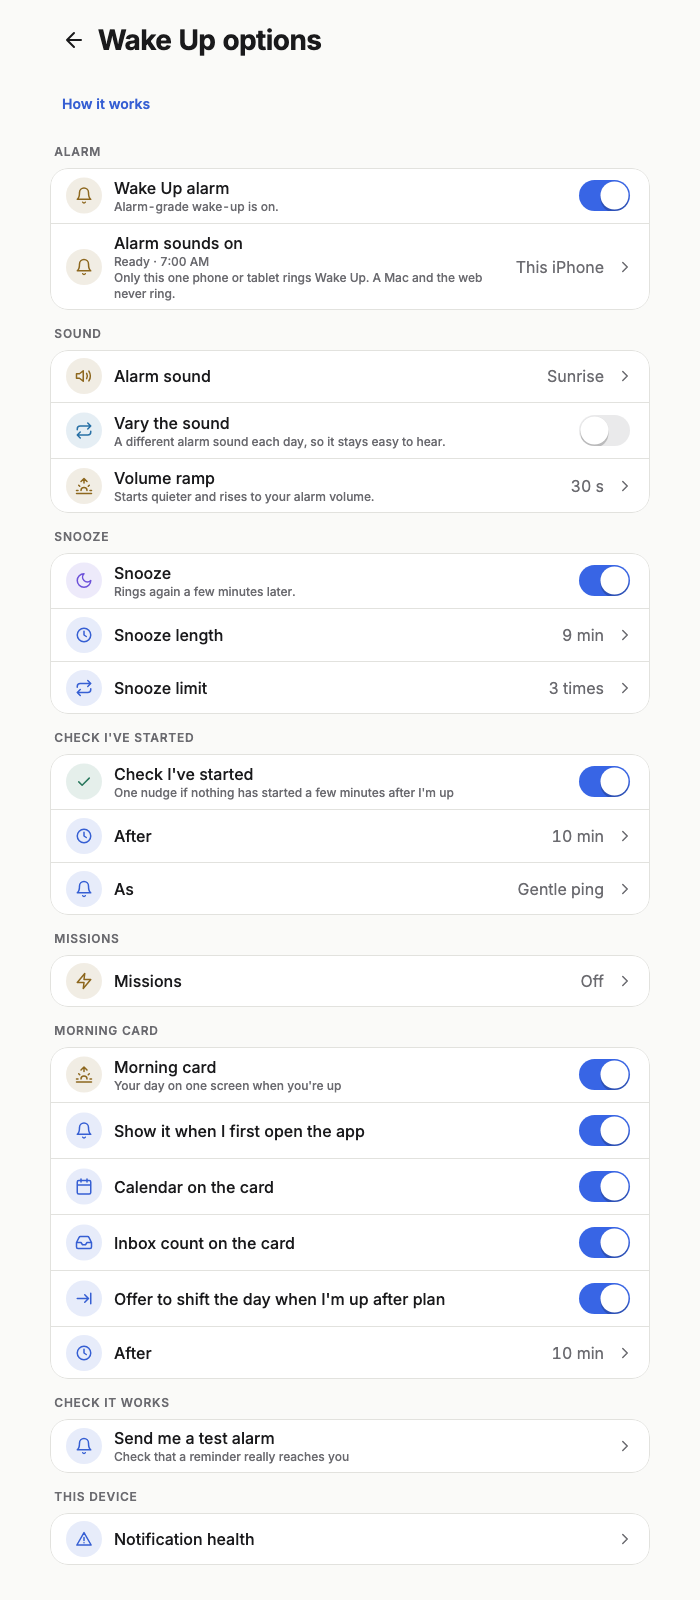 Wake Up options
How it works
ALARM
Wake Up alarm
Alarm-grade wake-up is on.
Alarm sounds on
Ready · 7:00 AM
Only this one phone or tablet rings Wake Up. A Mac and the web
never ring.
This iPhone
SOUND
Alarm sound
Sunrise
Vary the sound
A different alarm sound each day, so it stays easy to hear.
Volume ramp
Starts quieter and rises to your alarm volume.
30 s
SNOOZE
Snooze
Rings again a few minutes later.
Snooze length
9 min
Snooze limit
3 times
CHECK I'VE STARTED
Check I've started
One nudge if nothing has started a few minutes after I'm up
After
10 min
As
Gentle ping
MISSIONS
Missions
Off
MORNING CARD
Morning card
Your day on one screen when you're up
Show it when I first open the app
Calendar on the card
Inbox count on the card
Offer to shift the day when I'm up after plan
After
10 min
CHECK IT WORKS
Send me a test alarm
Check that a reminder really reaches you
THIS DEVICE
Notification health